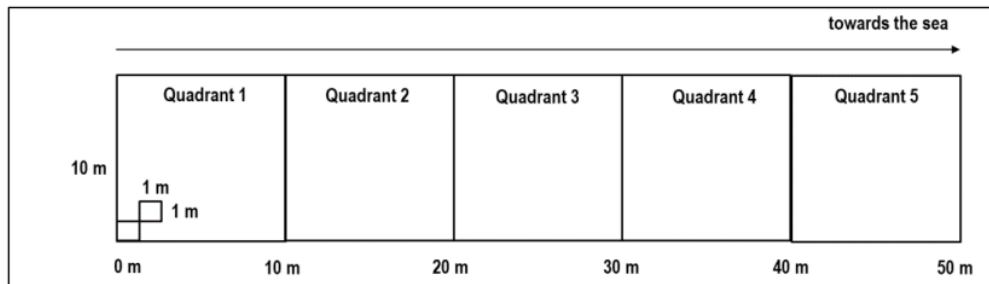 towards the sea
Quadrant 1 Quadrant 2 Quadrant 3 Quadrant 4 Quadrant 5
10 m
1 m
1 m
0 m 10 m 20 m 30 m 40 m 50 m